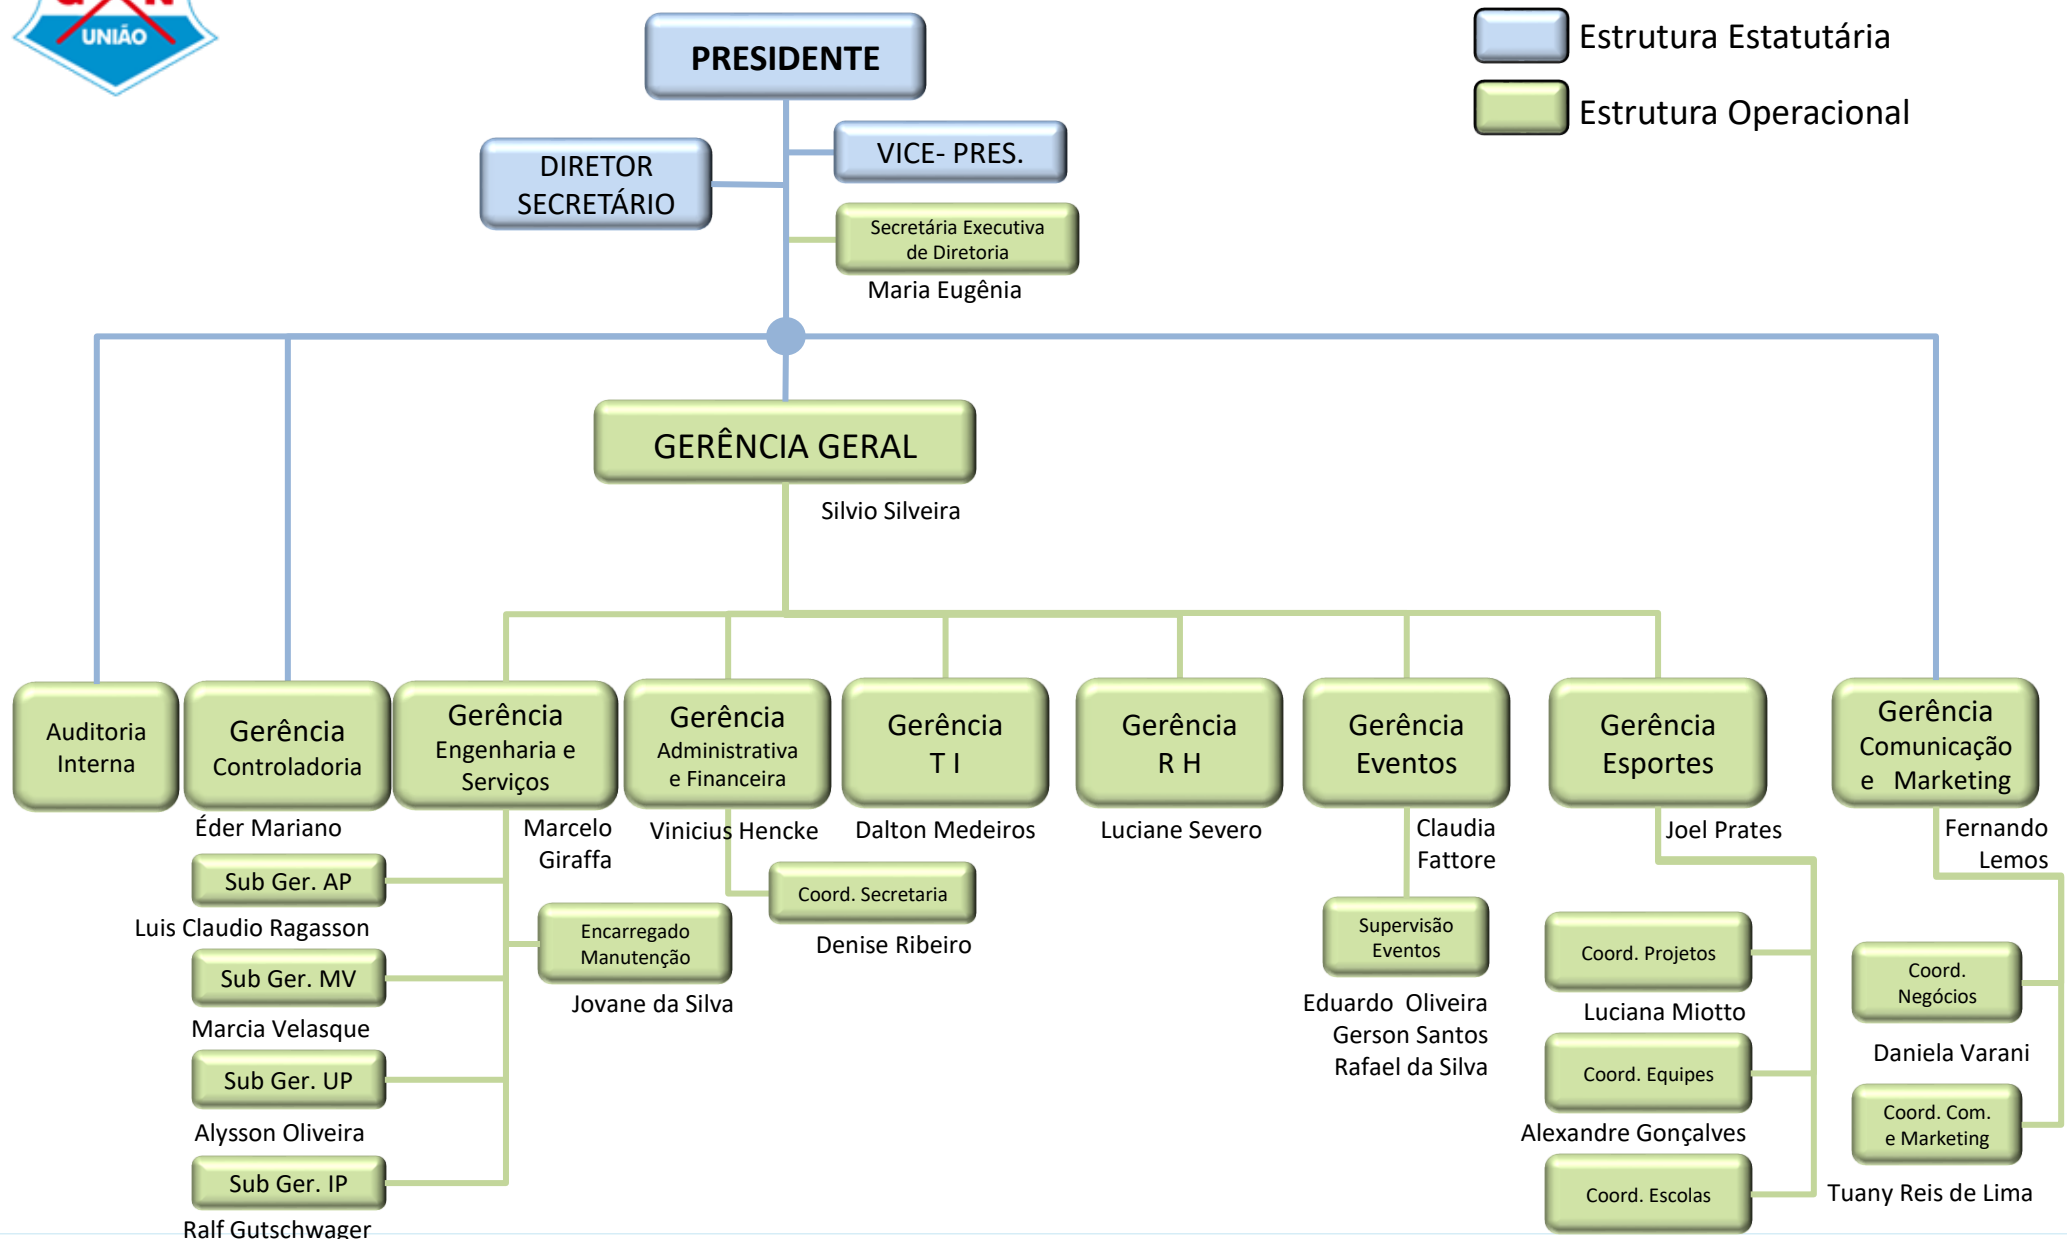 UNIÃO
PRESIDENTE
Estrutura Estatutária
Estrutura Operacional
DIRETOR
SECRETÁRIO
VICE- PRES.
Secretária Executiva
de Diretoria
Maria Eugênia
GERÊNCIA GERAL
Silvio Silveira
Auditoria
Interna
Gerência
Controladoria
Éder Mariano
Gerência
Engenharia e
Serviços
Marcelo
Giraffa
Sub Ger. AP
Luis Claudio Ragasson
Sub Ger. MV
Marcia Velasque
Sub Ger. UP
Alysson Oliveira
Sub Ger. IP
Ralf Gutschwager
Encarregado
Manutenção
Jovane da Silva
Gerência
Administrativa
e Financeira
Vinicius Hencke
Coord. Secretaria
Denise Ribeiro
Gerência
T I
Dalton Medeiros
Gerência
R H
Luciane Severo
Gerência
Eventos
Claudia
Fattore
Supervisão
Eventos
Eduardo Oliveira
Gerson Santos
Rafael da Silva
Gerência
Esportes
Joel Prates
Coord. Projetos
Luciana Miotto
Coord. Equipes
Alexandre Gonçalves
Coord. Escolas
Gerência
Comunicação
e Marketing
Fernando
Lemos
Coord.
Negócios
Daniela Varani
Coord. Com.
e Marketing
Tuany Reis de Lima